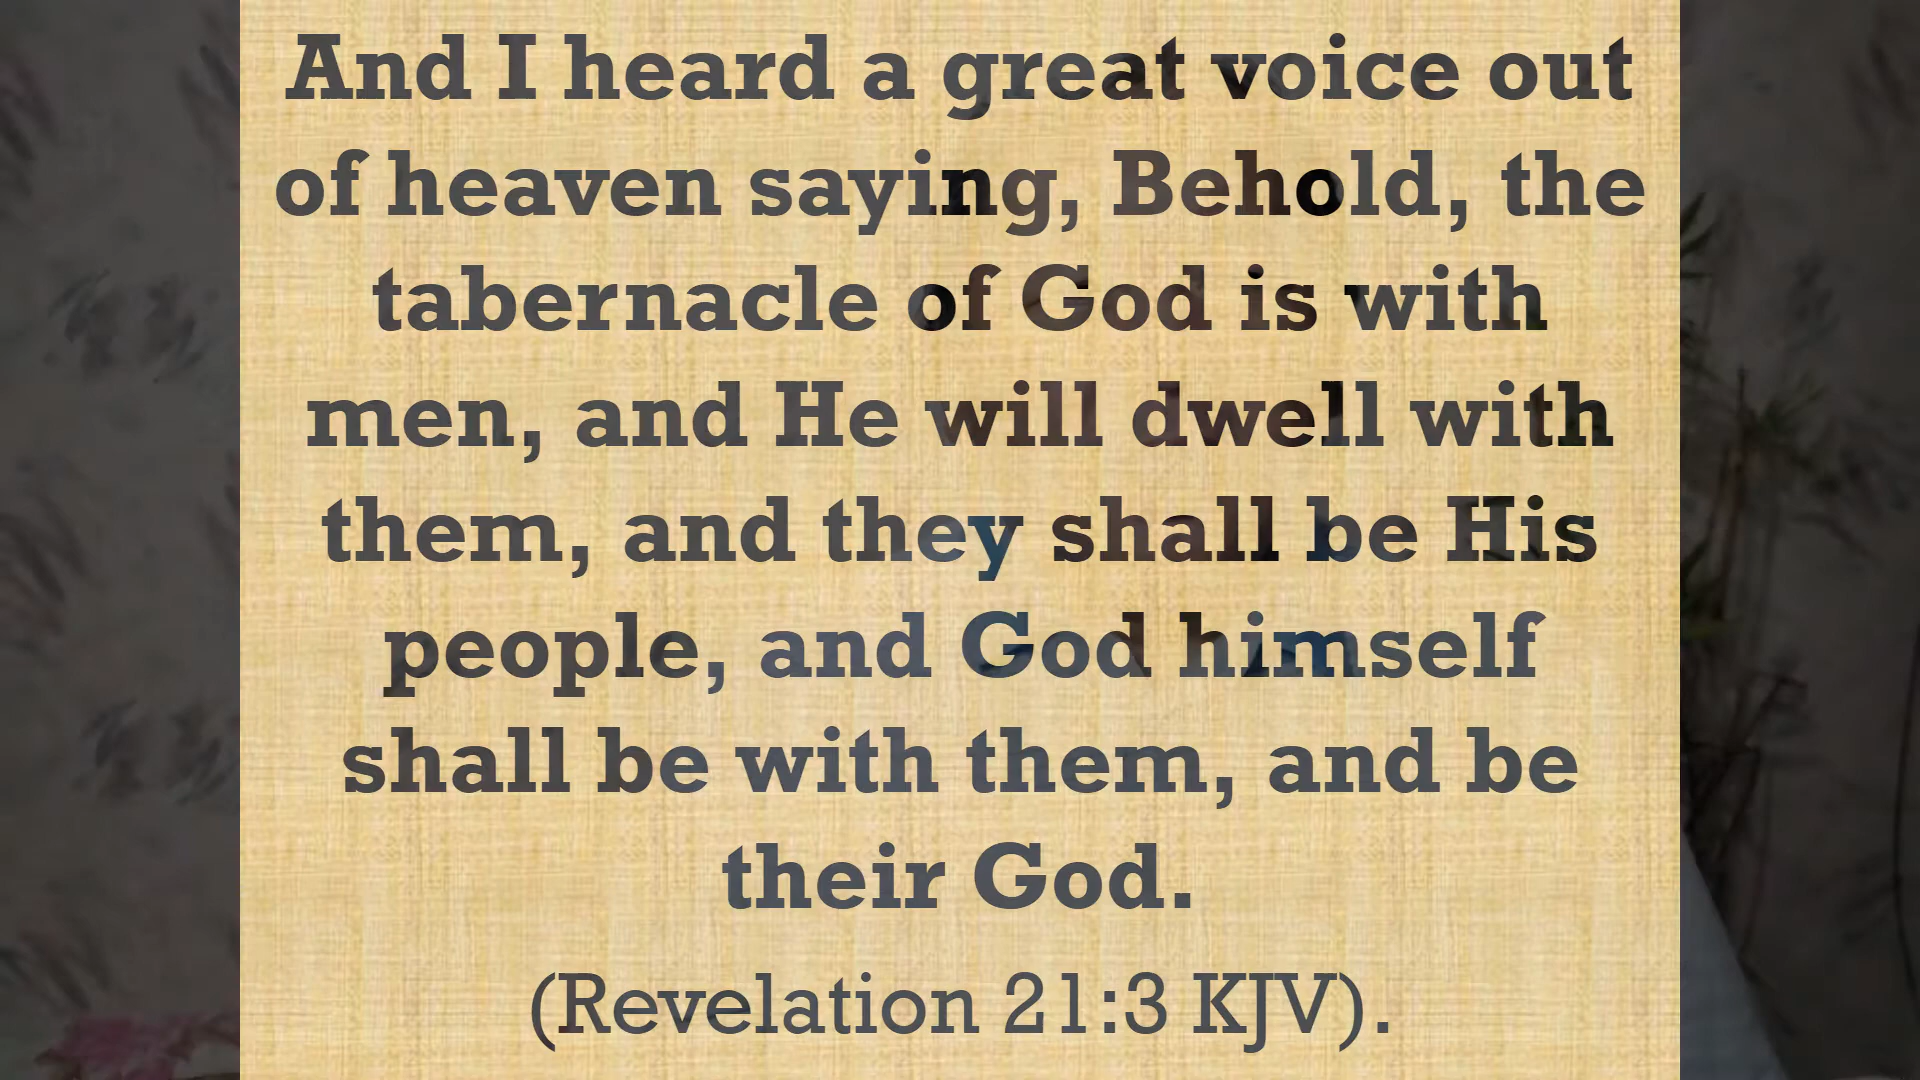 And I heard a great voice out
of heaven saying, Behold, the
tabernacle of God is with
men, and He will dwell with
them, and they shall be His
people, and God himself
shall be with them, and be
their God.
(Revelation 21:3 KJV).